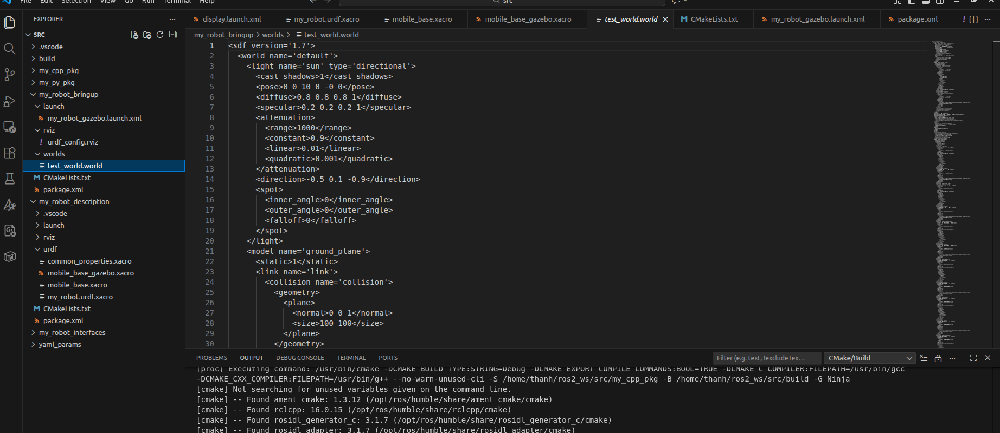 File Edit Selection View Go Run Terminal Help
src
EXPLORER
SRC
.vscode
build
my_cpp_pkg
my_py_pkg
my_robot_bringup
launch
my_robot_gazebo.launch.xml
rviz
urdf_config.rviz
worlds
test_world.world
CMakeLists.txt
package.xml
my_robot_description
.vscode
launch
rviz
urdf
common_properties.xacro
mobile_base_gazebo.xacro
mobile_base.xacro
my_robot.urdf.xacro
CMakeLists.txt
package.xml
my_robot_interfaces
yaml_params
display.launch.xml my_robot.urdf.xacro mobile_base.xacro mobile_base_gazebo.xacro test_world.world CMakeLists.txt my_robot_gazebo.launch.xml package.xml
my_robot_bringup > worlds > test_world.world
1 <sdf version='1.7'>
2 <world name='default'>
3 <light name='sun' type='directional'>
4 <cast_shadows>1</cast_shadows>
5 <pose>0 0 10 0 -0 0</pose>
6 <diffuse>0.8 0.8 0.8 1</diffuse>
7 <specular>0.2 0.2 0.2 1</specular>
8 <attenuation>
9 <range>1000</range>
10 <constant>0.9</constant>
11 <linear>0.01</linear>
12 <quadratic>0.001</quadratic>
13 </attenuation>
14 <direction>-0.5 0.1 -0.9</direction>
15 <spot>
16 <inner_angle>0</inner_angle>
17 <outer_angle>0</outer_angle>
18 <falloff>0</falloff>
19 </spot>
20 </light>
21 <model name='ground_plane'>
22 <static>1</static>
23 <link name='link'>
24 <collision name='collision'>
25 <geometry>
26 <plane>
27 <normal>0 0 1</normal>
28 <size>100 100</size>
29 </plane>
30 </geometry>
PROBLEMS OUTPUT DEBUG CONSOLE TERMINAL PORTS Filter (e.g. text, !excludeTex... CMake/Build
[proc] Executing command: /usr/bin/cmake -DCMAKE_BUILD_TYPE:STRING=Debug -DCMAKE_EXPORT_COMPILE_COMMANDS:BOOL=TRUE -DCMAKE_C_COMPILER:FILEPATH=/usr/bin/gcc
-DCMAKE_CXX_COMPILER:FILEPATH=/usr/bin/g++ --no-warn-unused-cli -S /home/thanh/ros2_ws/src/my_cpp_pkg -B /home/thanh/ros2_ws/src/build -G Ninja
[cmake] Not searching for unused variables given on the command line.
[cmake] -- Found ament_cmake: 1.3.12 (/opt/ros/humble/share/ament_cmake/cmake)
[cmake] -- Found rclcpp: 16.0.15 (/opt/ros/humble/share/rclcpp/cmake)
[cmake] -- Found rosidl_generator_c: 3.1.7 (/opt/ros/humble/share/rosidl_generator_c/cmake)
[cmake] -- Found rosidl_adapter: 3.1.7 (/opt/ros/humble/share/rosidl_adapter/cmake)